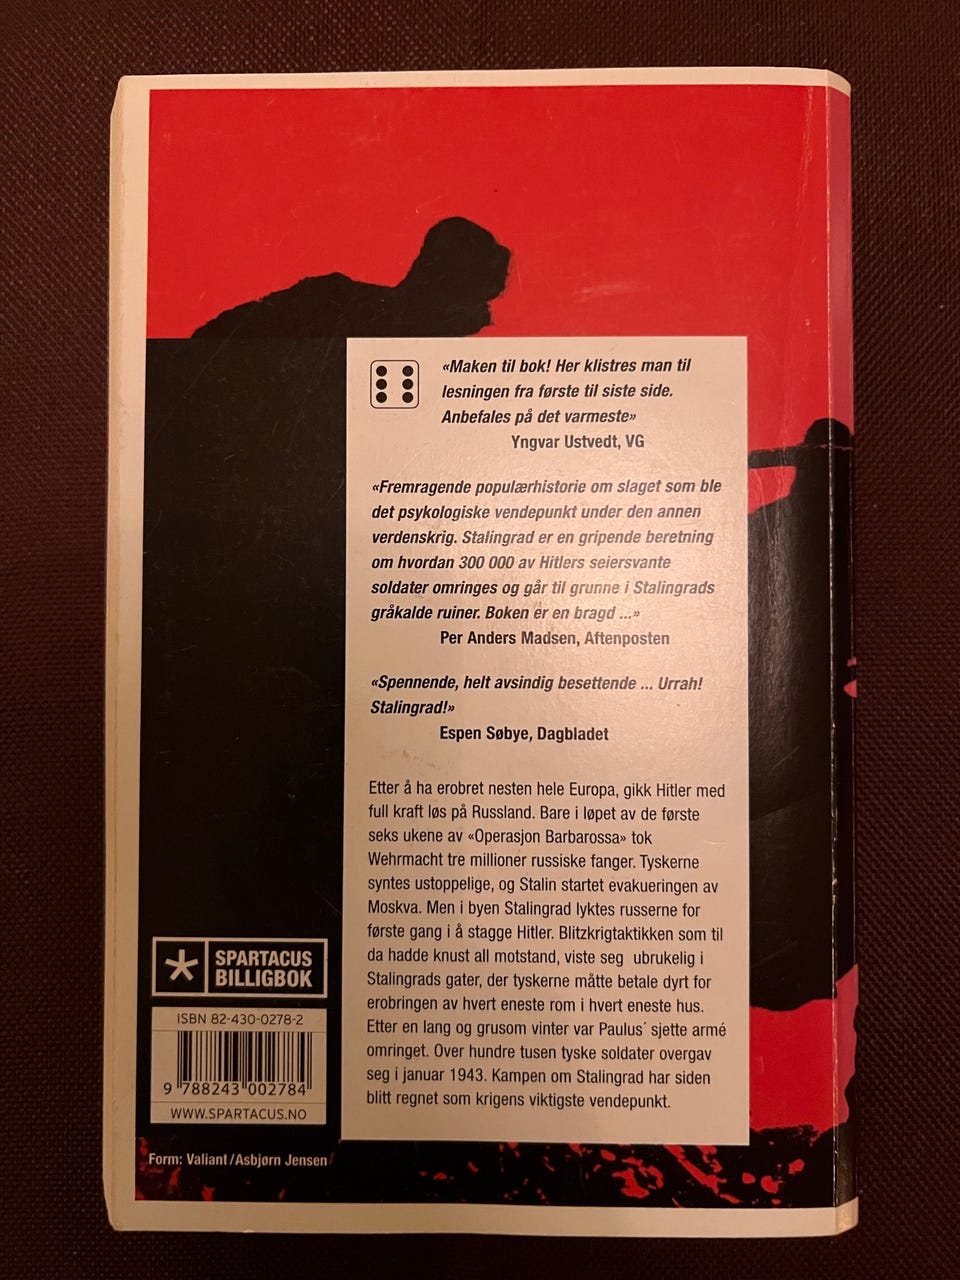 «Maken til bok! Her klistres man til
lesningen fra første til siste side.
Anbefales på det varmeste»
Yngvar Ustvedt, VG
«Fremragende populærhistorie om slaget som ble
det psykologiske vendepunkt under den annen
verdenskrig. Stalingrad er en gripende beretning
om hvordan 300 000 av Hitlers seiersvante
soldater omringes og går til grunne i Stalingrads
gråkalde ruiner. Boken er en bragd ...»
Per Anders Madsen, Aftenposten
«Spennende, helt avsindig besettende ... Urrah!
Stalingrad!»
Espen Søbye, Dagbladet
Etter å ha erobret nesten hele Europa, gikk Hitler med
full kraft løs på Russland. Bare i løpet av de første
seks ukene av «Operasjon Barbarossa» tok
Wehrmacht tre millioner russiske fanger. Tyskerne
syntes ustoppelige, og Stalin startet evakueringen av
Moskva. Men i byen Stalingrad lyktes russerne for
første gang i å stagge Hitler. Blitzkrigtaktikken som til
da hadde knust all motstand, viste seg ubrukelig i
Stalingrads gater, der tyskerne måtte betale dyrt for
erobringen av hvert eneste rom i hvert eneste hus.
Etter en lang og grusom vinter var Paulus´ sjette armé
omringet. Over hundre tusen tyske soldater overgav
seg i januar 1943. Kampen om Stalingrad har siden
blitt regnet som krigens viktigste vendepunkt.
SPARTACUS
BILLIGBOK
ISBN 82-430-0278-2
9 788243 002784
WWW.SPARTACUS.NO
Form: Valiant/Asbjørn Jensen